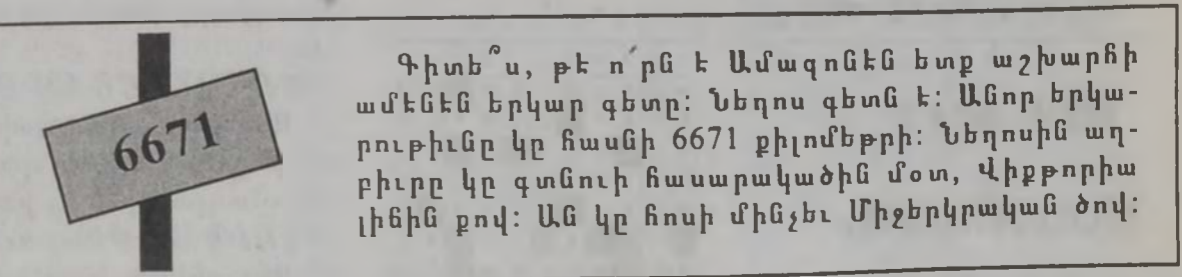 6671
Գիտե՞ս, թէ ո՛րն է Ամազոնէն ետք աշխարհի
ամէնէն երկար գետը: Նեղոս գետն է: Անոր երկա-
րութիւնը կը հասնի 6671 քիլոմեթրի: Նեղոսին աղ-
բիւրը կը գտնուի հասարակածին մօտ, Վիքթորիա
լիճին քով: Ան կը հոսի մինչեւ Միջերկրական ծով: